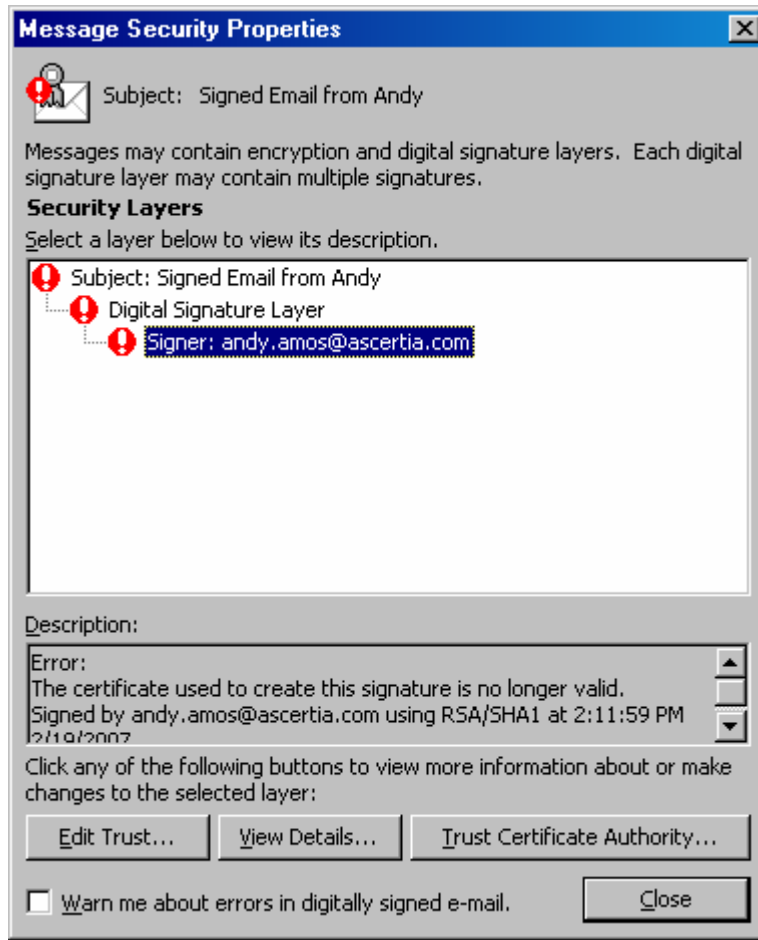 Message Security Properties
Subject: Signed Email from Andy
Messages may contain encryption and digital signature layers. Each digital
signature layer may contain multiple signatures.
Security Layers
Select a layer below to view its description.
Subject: Signed Email from Andy
Digital Signature Layer
Signer: andy.amos@ascertia.com
Description:
Error:
The certificate used to create this signature is no longer valid.
Signed by andy.amos@ascertia.com using RSA/SHA1 at 2:11:59 PM
2/19/2007
Click any of the following buttons to view more information about or make
changes to the selected layer:
Edit Trust...
View Details...
Trust Certificate Authority...
Warn me about errors in digitally signed e-mail.
Close